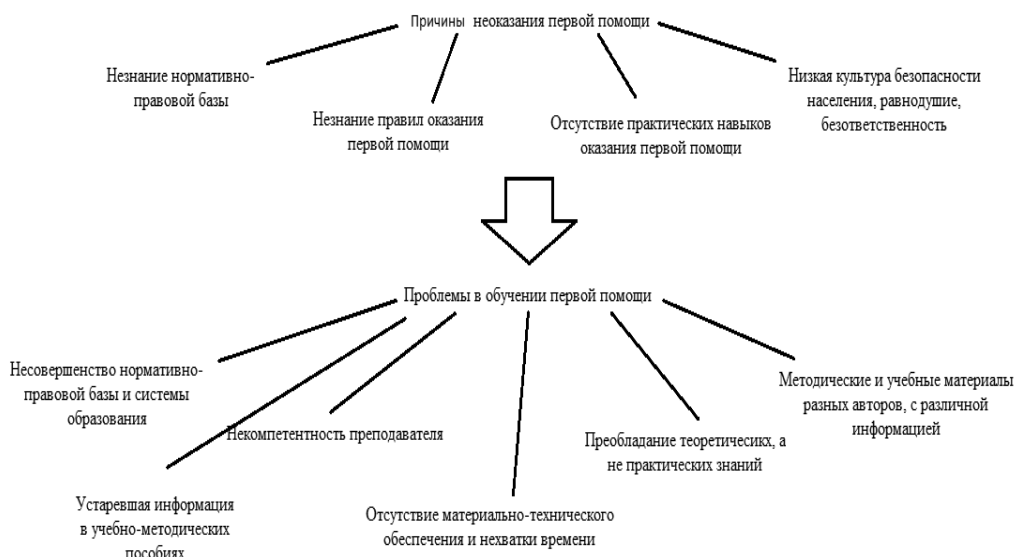 Причины неоказания первой помощи
Незнание нормативно-
правовой базы
Незнание правил оказания
первой помощи
Отсутствие практических навыков
оказания первой помощи
Низкая культура безопасности
населения, равнодушие,
безответственность
Проблемы в обучении первой помощи
Несовершенство нормативно-
правовой базы и системы
образования
Некомпетентность преподавателя
Устаревшая информация
в учебно-методических
пособиях
Отсутствие материально-технического
обеспечения и нехватки времени
Преобладание теоретичесикх, а
не практических знаний
Методические и учебные материалы
разных авторов, с различной
информацией